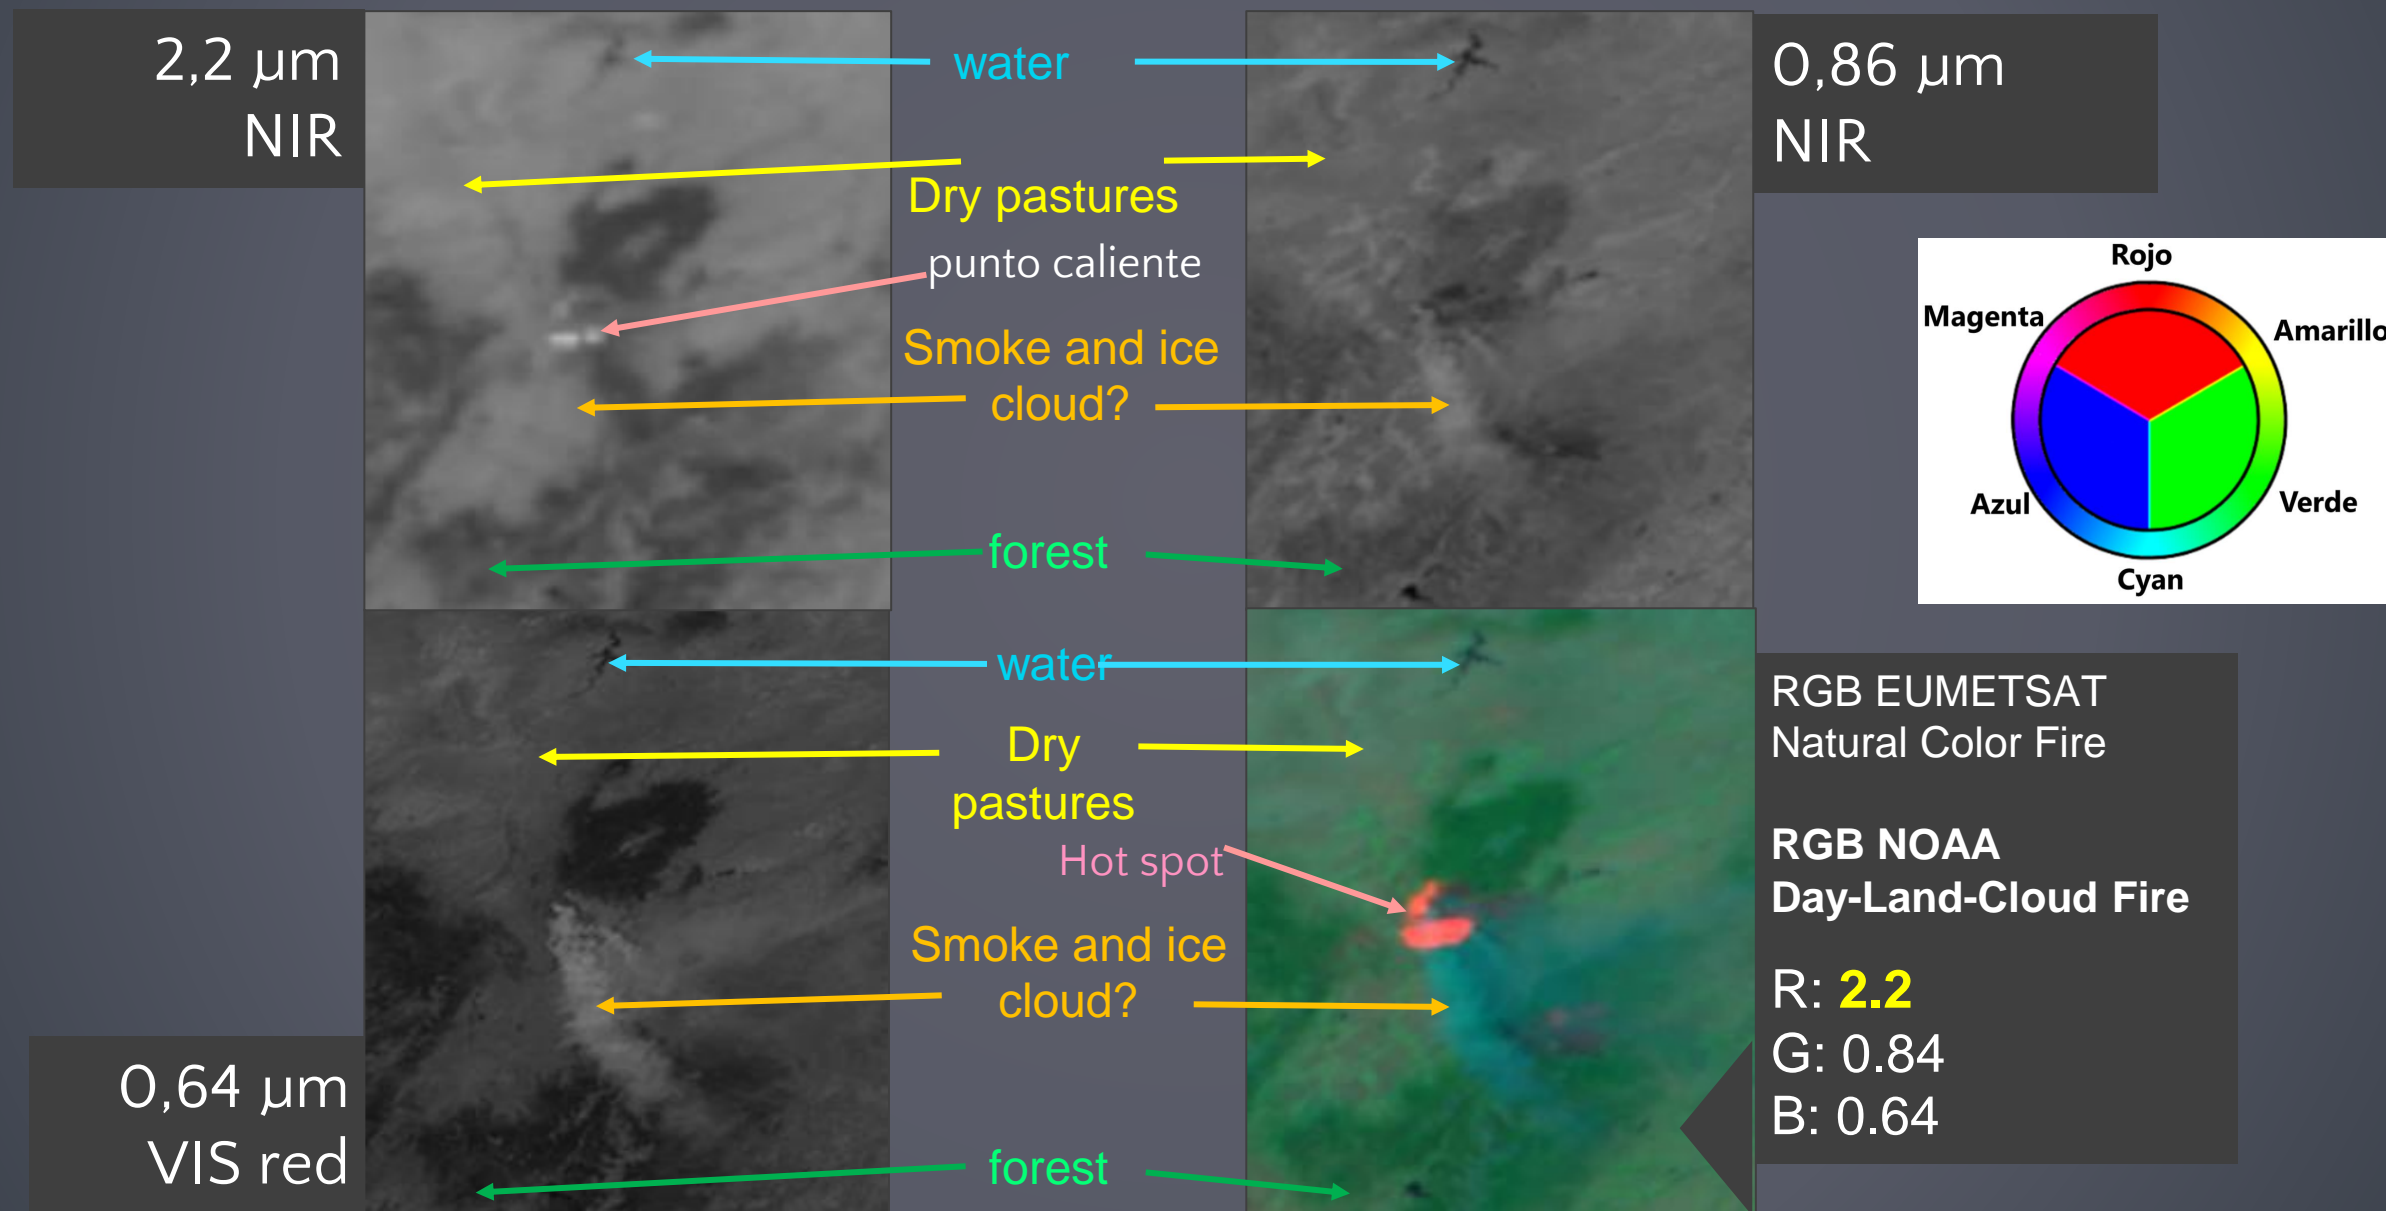 2,2 µm
NIR
water
0,86 µm
NIR
Dry pastures
punto caliente
Smoke and ice
cloud?
forest
Rojo
Magenta
Amarillo
Azul
Verde
Cyan
water
Dry
pastures
Hot spot
Smoke and ice
cloud?
forest
0,64 µm
VIS red
RGB EUMETSAT
Natural Color Fire
RGB NOAA
Day-Land-Cloud Fire
R: 2.2
G: 0.84
B: 0.64